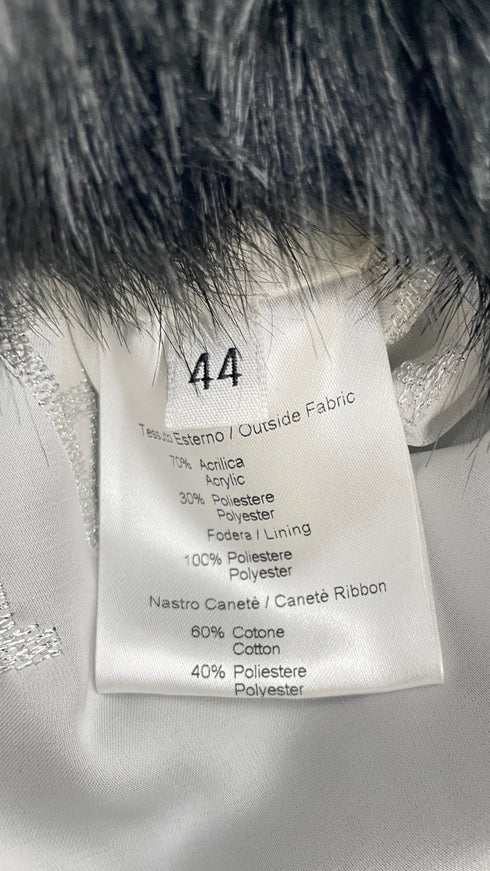 44
Tessuto Esterno / Outside Fabric
70% Acrilica
Acrylic
30% Poliestere
Polyester
Fodera / Lining
100% Poliestere
Polyester
Nastro Canetè / Canetè Ribbon
60% Cotone
Cotton
40% Poliestere
Polyester